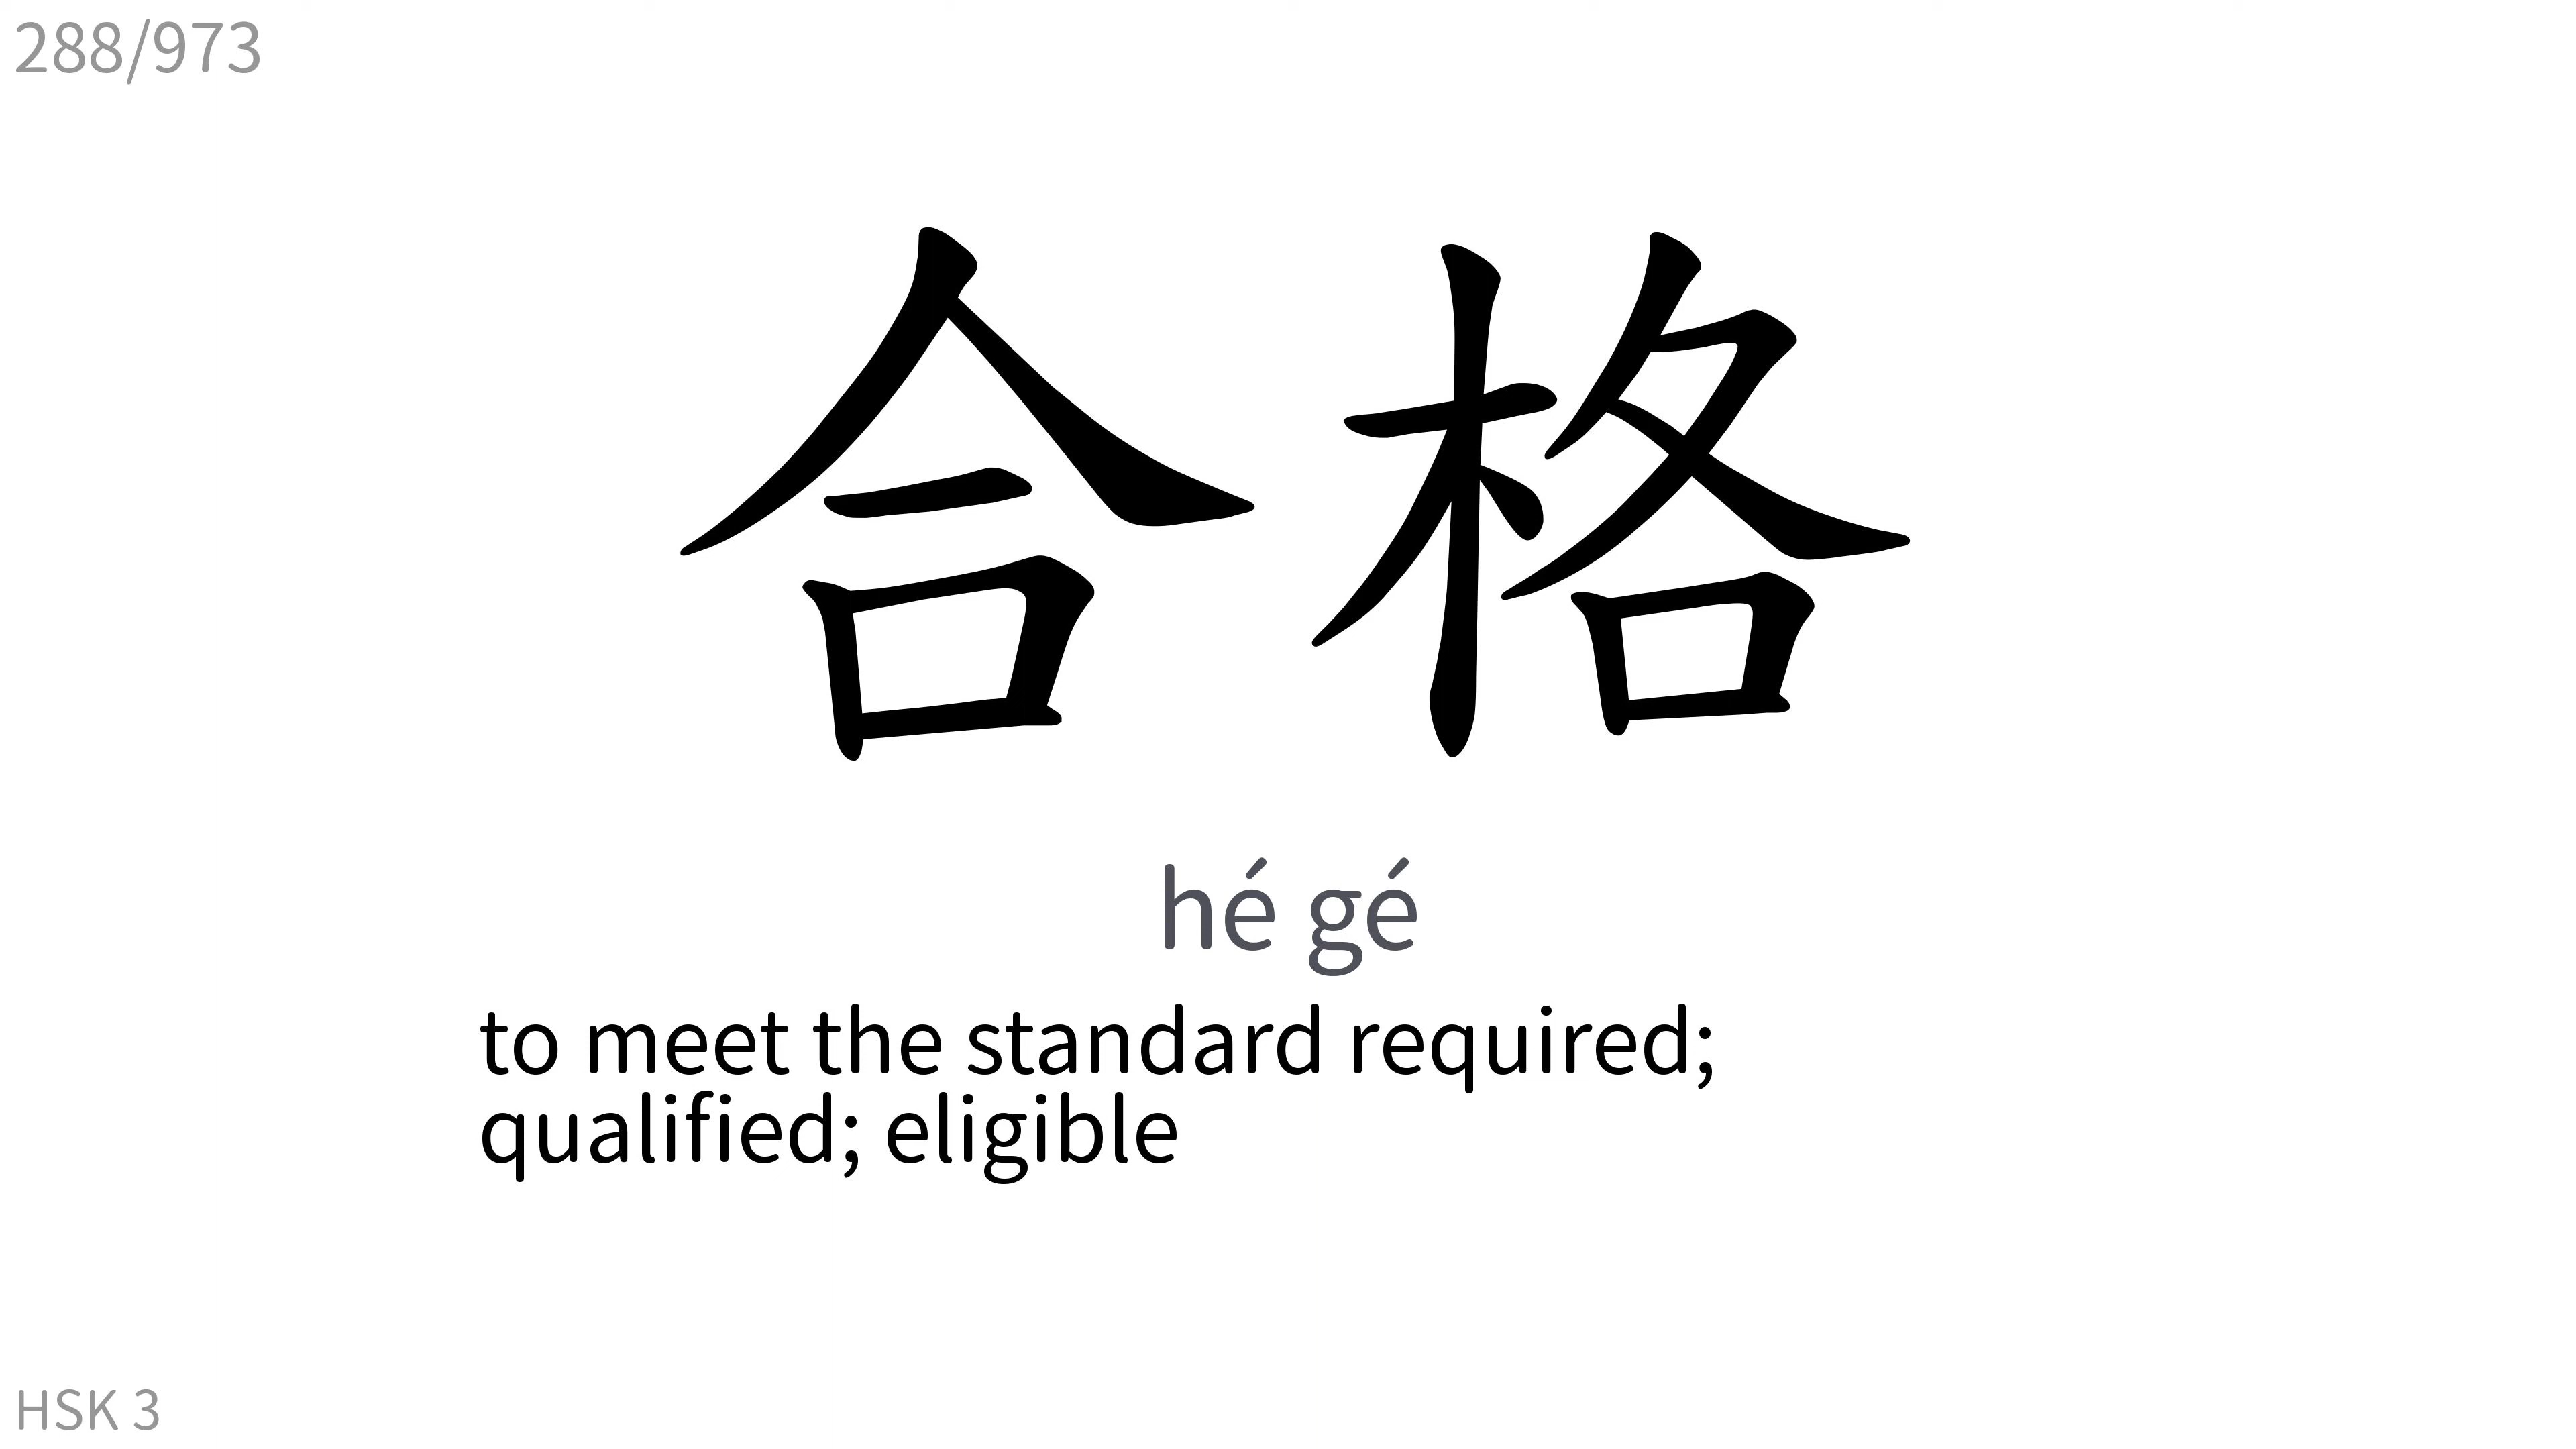 288/973
合格
hé gé
to meet the standard required;
qualified; eligible
HSK 3